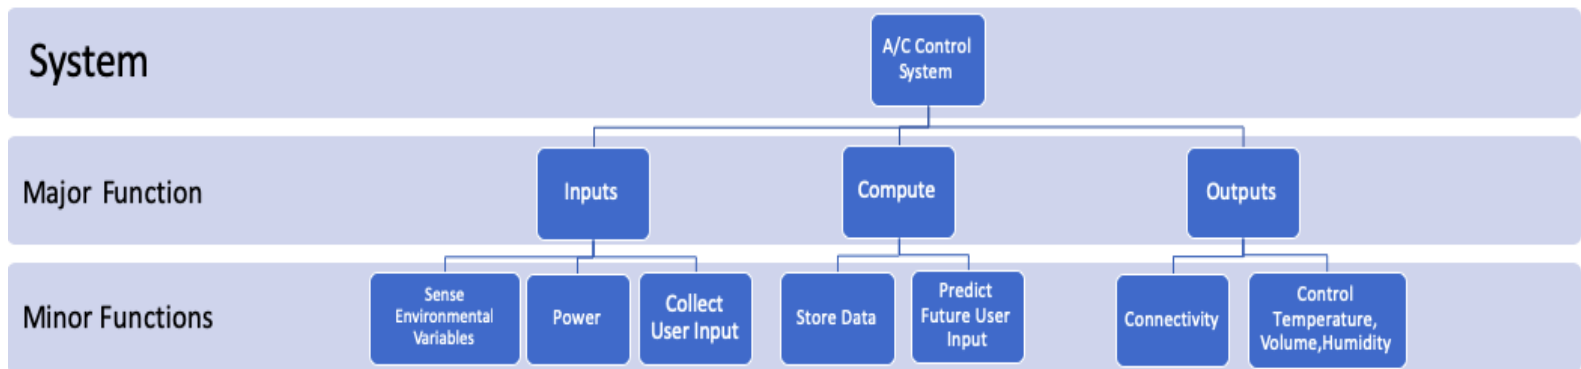 System
A/C Control
System
Major Function
Inputs
Compute
Outputs
Minor Functions
Sense
Environmental
Variables
Power
Collect
User Input
Store Data
Predict
Future User
Input
Connectivity
Control
Temperature,
Volume,Humidity